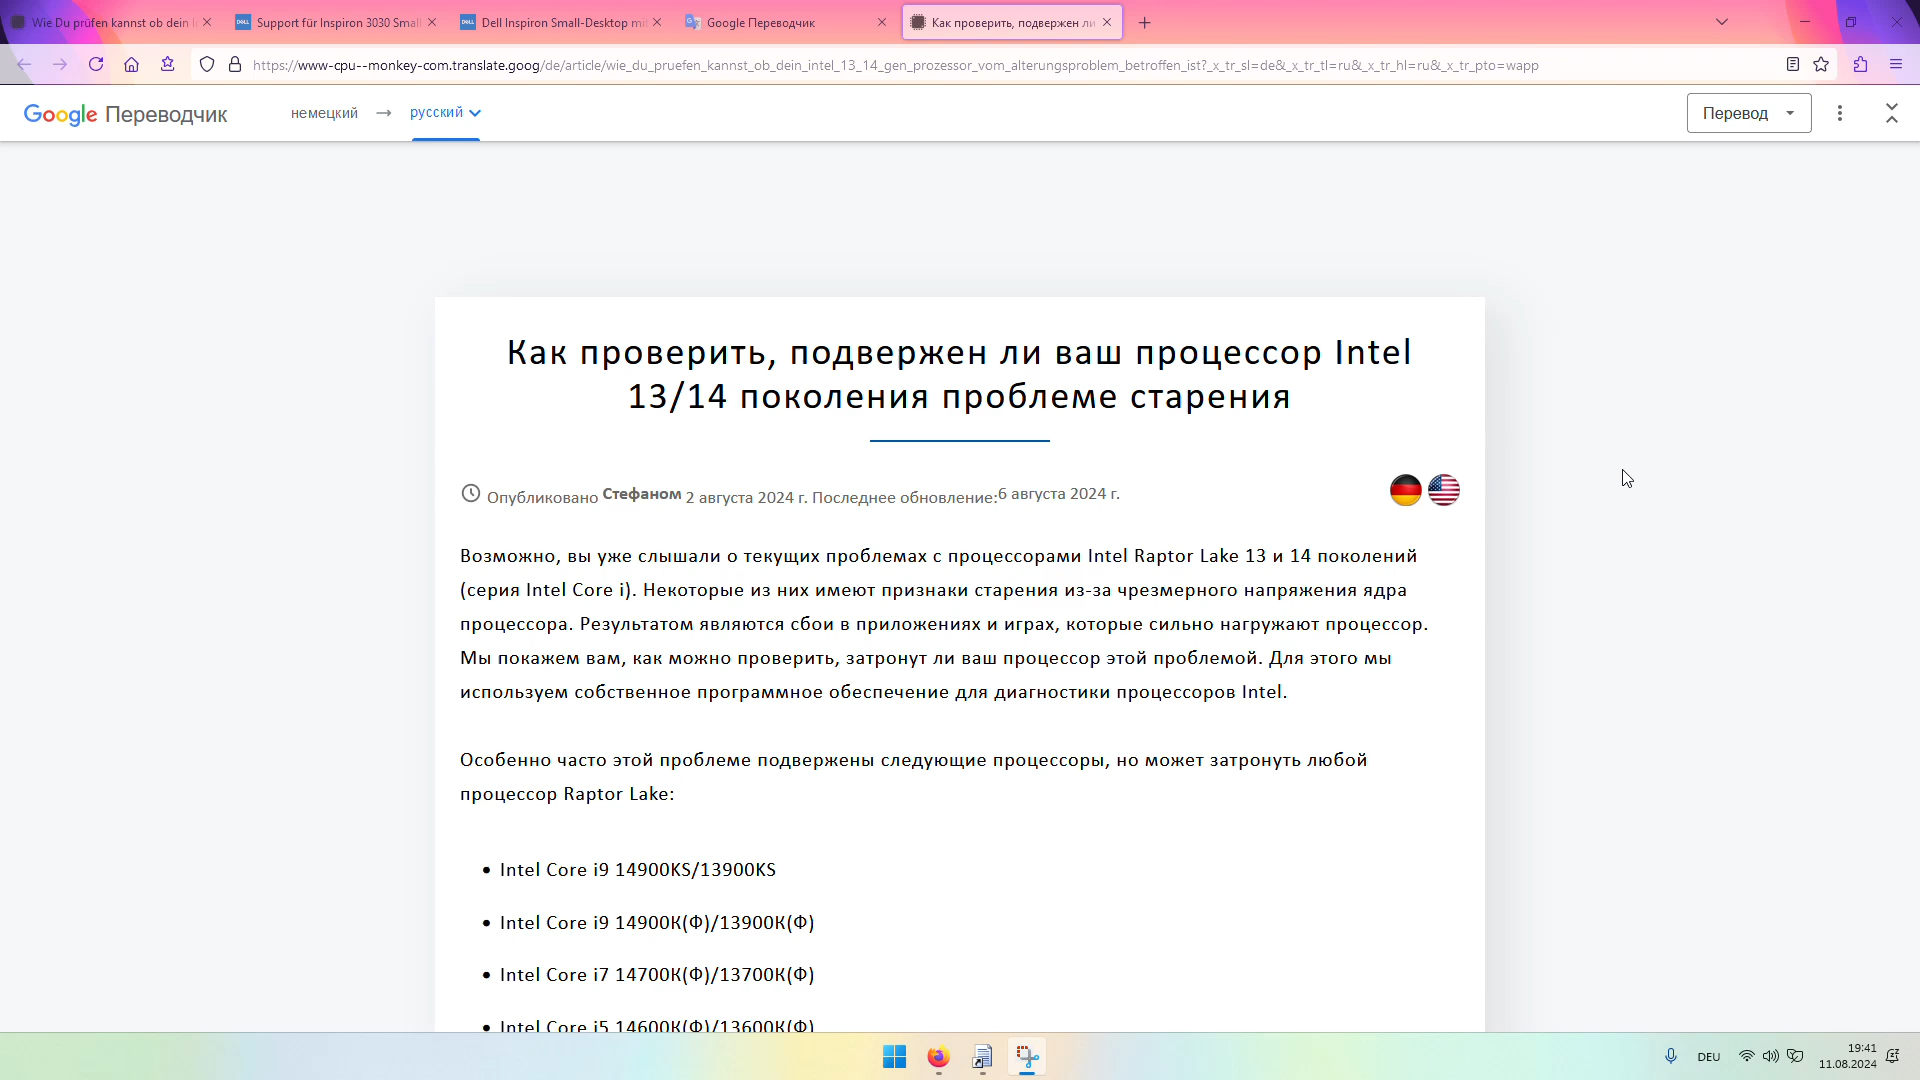 Wie Du prüfen kannst ob dein I
Support für Inspiron 3030 Small
Dell Inspiron Small-Desktop mi
Google Переводчик
Как проверить, подвержен ли
https://www-cpu--monkey-com.translate.goog/de/article/wie_du_pruefen_kannst_ob_dein_intel_13_14_gen_prozessor_vom_alterungsproblem_betroffen_ist?_x_tr_sl=de&_x_tr_tl=ru&_x_tr_hl=ru&_x_tr_pto=wapp
Google Переводчик
немецкий → русский
Перевод
Как проверить, подвержен ли ваш процессор Intel
13/14 поколения проблеме старения
Опубликовано Стефаном 2 августа 2024 г. Последнее обновление:6 августа 2024 г.
Возможно, вы уже слышали о текущих проблемах с процессорами Intel Raptor Lake 13 и 14 поколений
(серия Intel Core i). Некоторые из них имеют признаки старения из-за чрезмерного напряжения ядра
процессора. Результатом являются сбои в приложениях и играх, которые сильно нагружают процессор.
Мы покажем вам, как можно проверить, затронут ли ваш процессор этой проблемой. Для этого мы
используем собственное программное обеспечение для диагностики процессоров Intel.
Особенно часто этой проблеме подвержены следующие процессоры, но может затронуть любой
процессор Raptor Lake:
• Intel Core i9 14900KS/13900KS
• Intel Core i9 14900К(Ф)/13900К(Ф)
• Intel Core i7 14700К(Ф)/13700К(Ф)
• Intel Core i5 14600К(Ф)/13600К(Ф)
DEU
19:41
11.08.2024